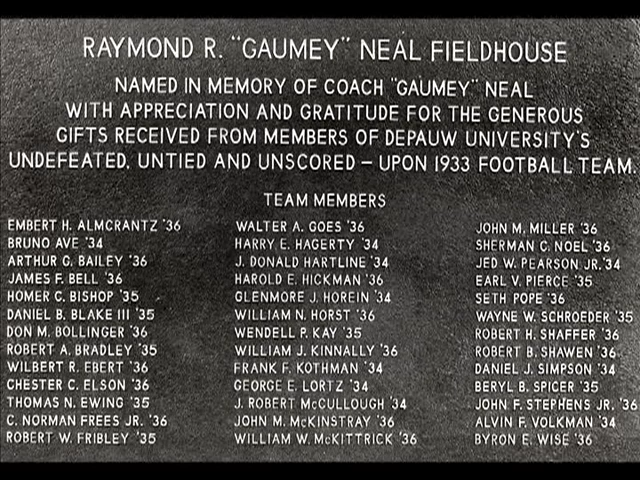 RAYMOND R. "GAUMEY" NEAL FIELDHOUSE
NAMED IN MEMORY OF COACH "GAUMEY" NEAL
WITH APPRECIATION AND GRATITUDE FOR THE GENEROUS
GIFTS RECEIVED FROM MEMBERS OF DEPAUW UNIVERSITY'S
UNDEFEATED, UNTIED AND UNSCORED – UPON 1933 FOOTBALL TEAM.
TEAM MEMBERS
EMBERT H. ALMCRANTZ '36
BRUNO AVE '34
ARTHUR G. BAILEY '36
JAMES F. BELL '36
HOMER C. BISHOP '35
DANIEL B. BLAKE III '35
DON M. BOLLINGER '36
ROBERT A. BRADLEY '35
WILBERT R. EBERT '36
CHESTER C. ELSON '36
THOMAS N. EWING '35
C. NORMAN FREES JR. '36
ROBERT W. FRIBLEY '35
WALTER A. GOES '36
HARRY E. HAGERTY '34
J. DONALD HARTLINE '34
HAROLD E. HICKMAN '36
GLENMORE J. HOREIN '34
WILLIAM N. HORST '36
WENDELL P. KAY '35
WILLIAM J. KINNALLY '36
FRANK F. KOTHMAN '34
GEORGE E. LORTZ '34
J. ROBERT McCULLOUGH '34
JOHN M. McKINSTRAY '36
WILLIAM W. McKITTRICK '36
JOHN M. MILLER '36
SHERMAN C. NOEL '36
JED W. PEARSON JR. '34
EARL V. PIERCE '35
SETH POPE '36
WAYNE W. SCHROEDER '35
ROBERT H. SHAFFER '36
ROBERT B. SHAWEN '36
DANIEL J. SIMPSON '34
BERYL B. SPICER '35
JOHN F. STEPHENS JR. '36
ALVIN F. VOLKMAN '34
BYRON E. WISE '36